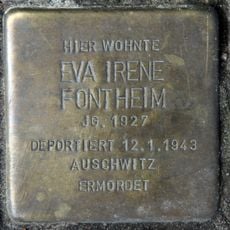 HIER WOHNTE
EVA IRENE
FONTHEIM
JG. 1927
DEPORTIERT 12.1.1943
AUSCHWITZ
ERMORDET